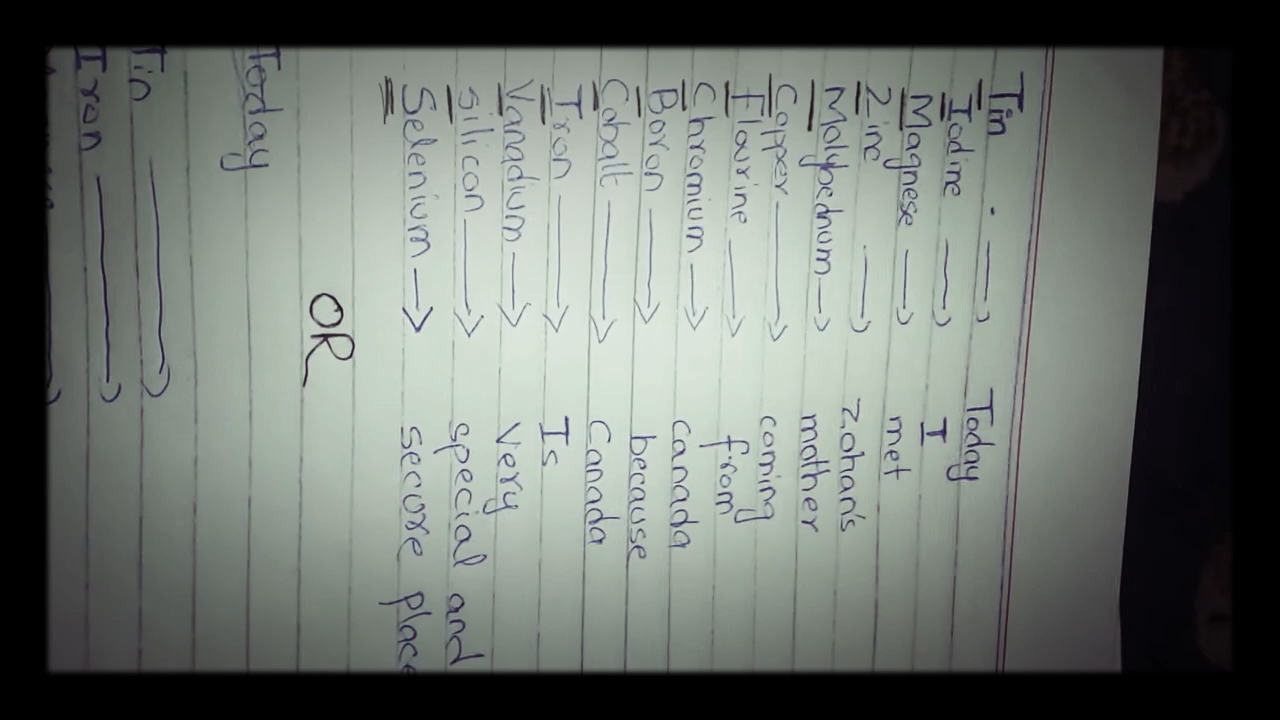 Tin → Today
Iodine → I
Magnese → met
Zinc → Zohan's
Molybednum → mother
Copper → coming
Flourine → from
Chromium → canada
Boron → because
Cobalt → Canada
Iron → Is
Vanadium → Very
silicon → special and
Selenium → secure place
OR
Today
Tin →
Iron →